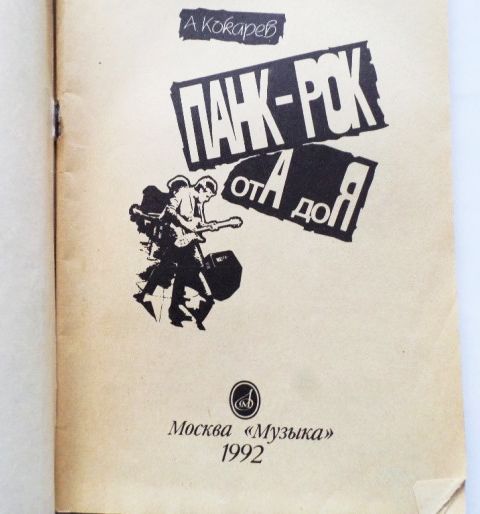 А Кокарев
ПАНК-РОК
от А до Я
Москва «Музыка»
1992